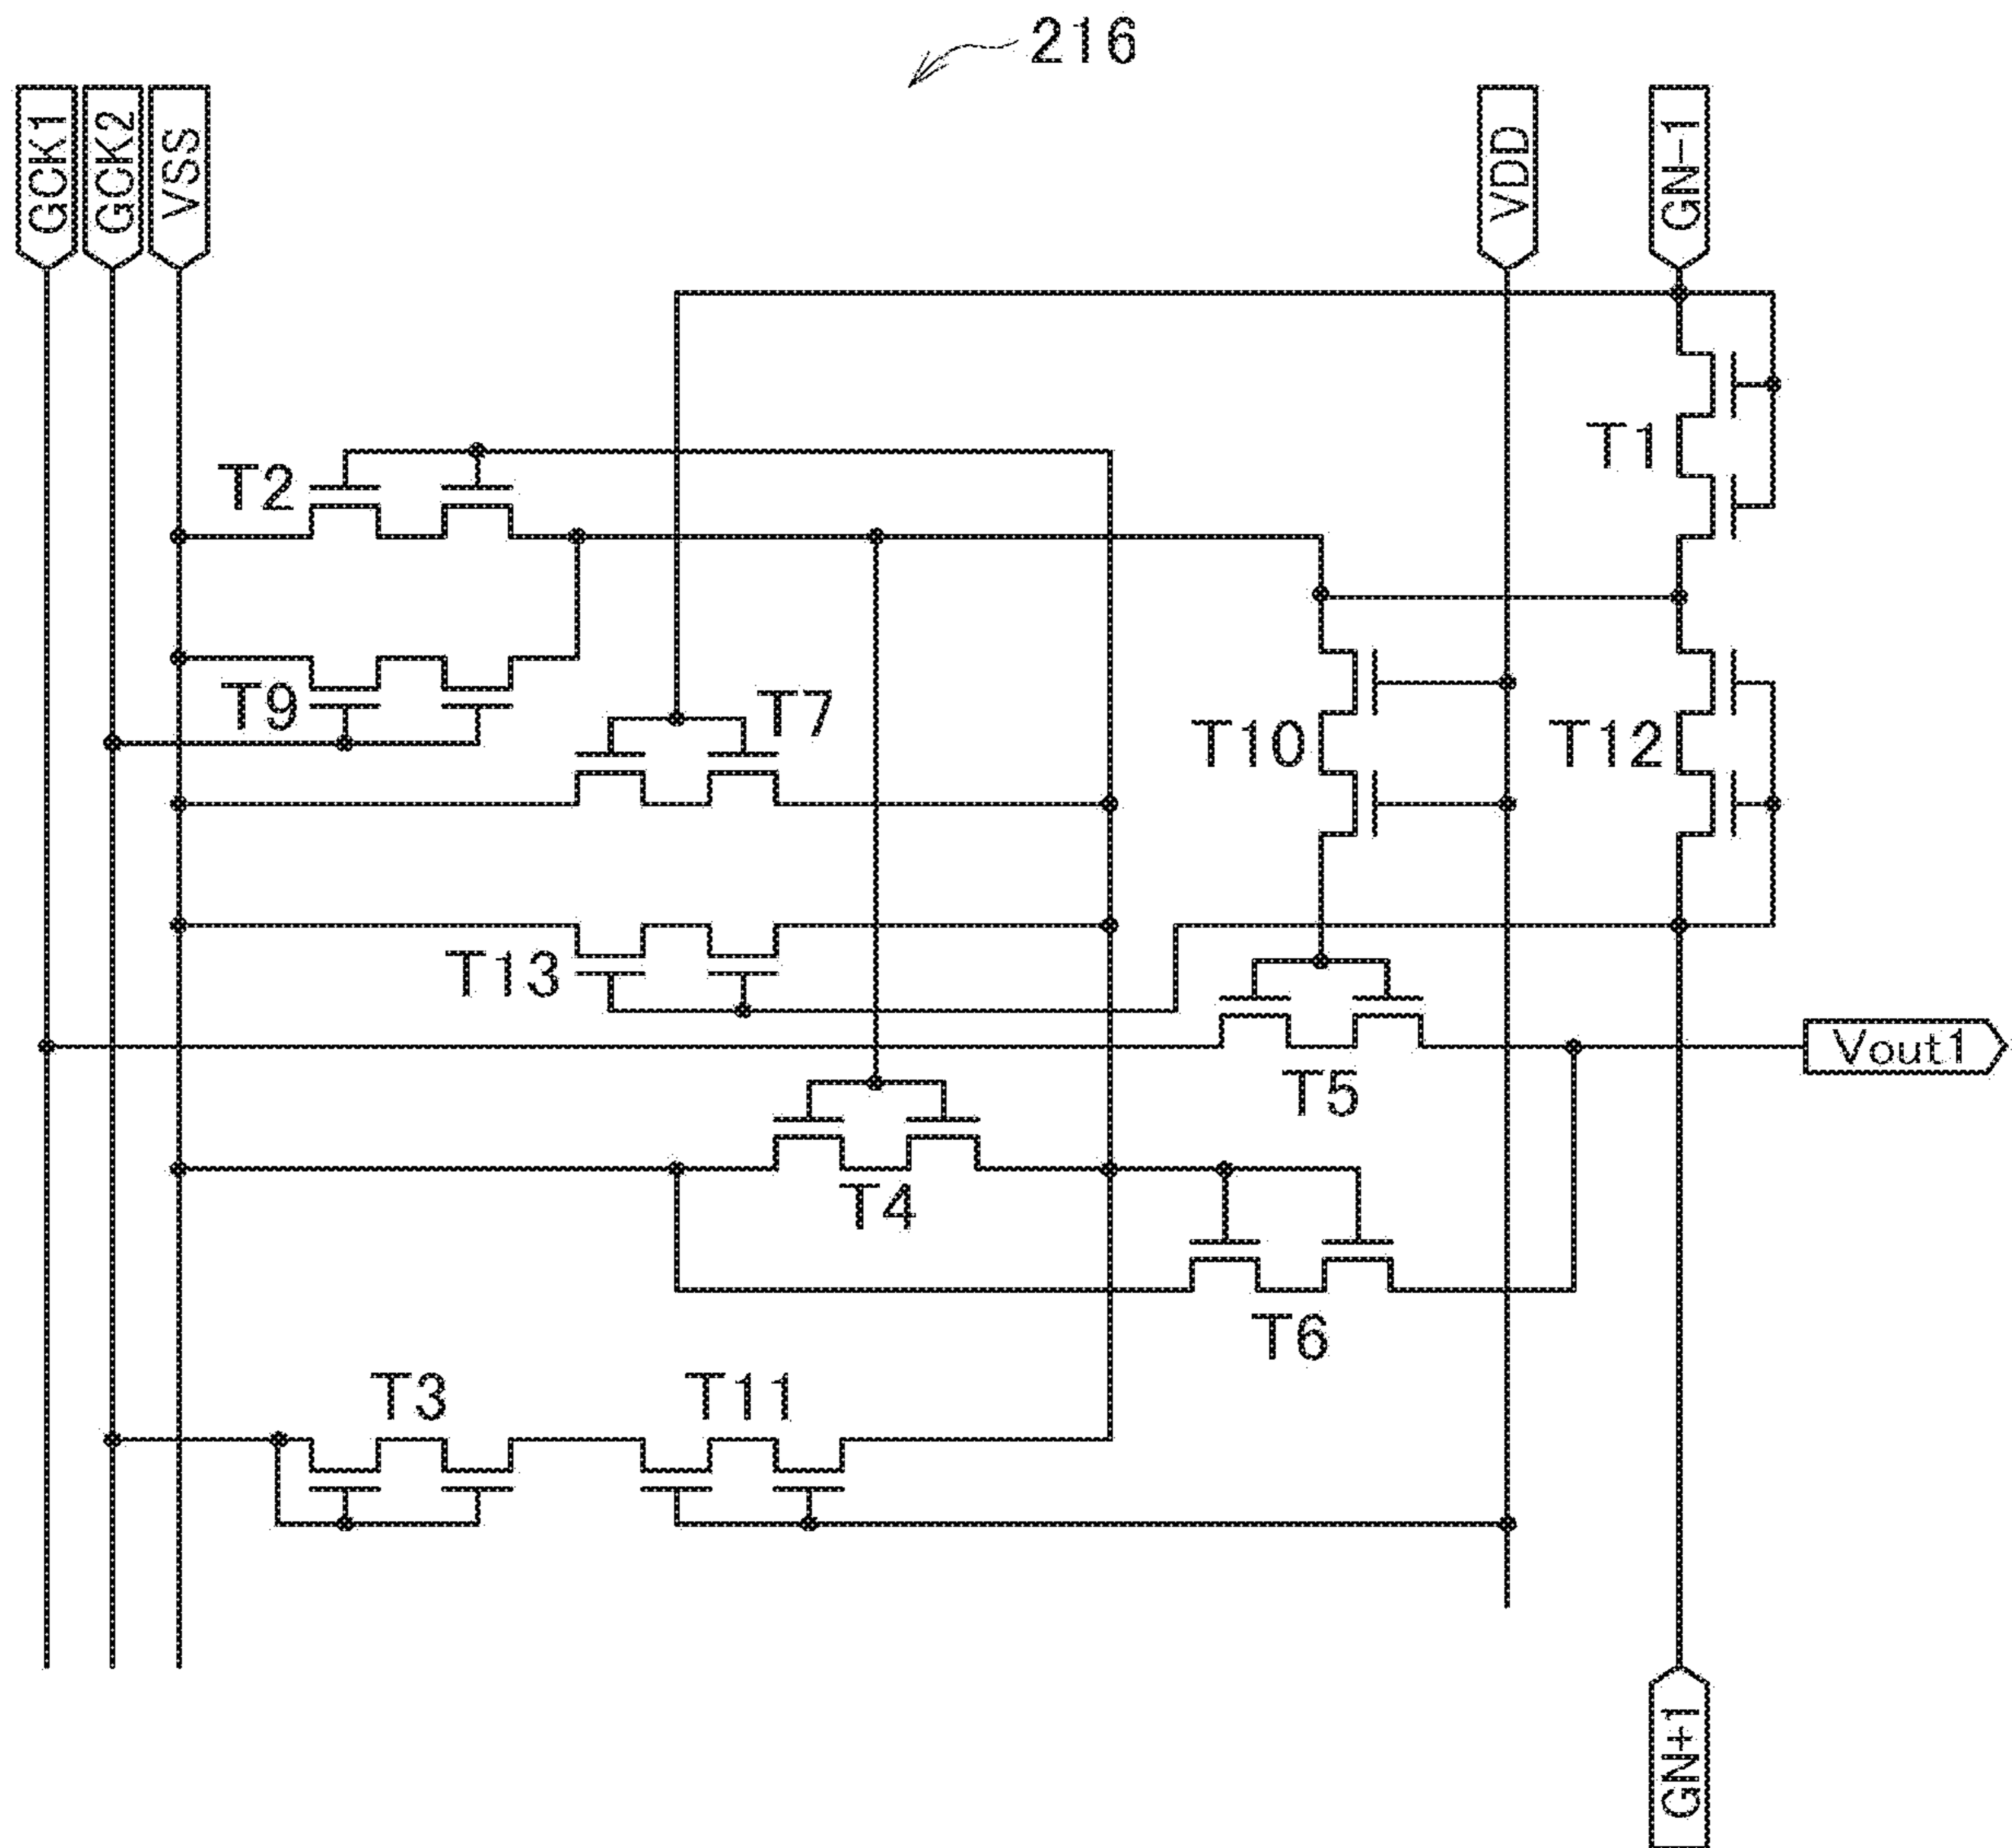 216
GCK1
GCK2
VSS
VDD
GN-1
T1
T2
T9
T7
T10
T12
T13
T5
Vout1
T4
T6
T3
T11
GN+1